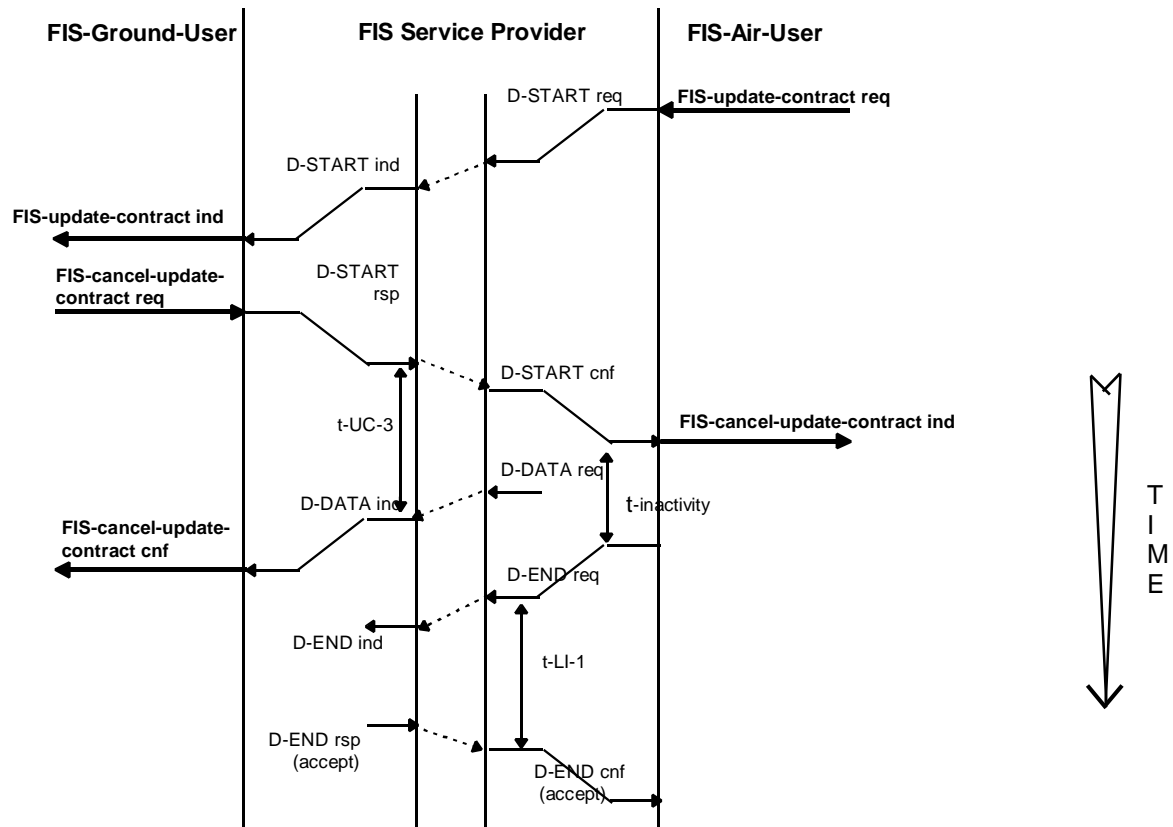 FIS-Ground-User
FIS Service Provider
FIS-Air-User
D-START req
FIS-update-contract req
D-START ind
FIS-update-contract ind
FIS-cancel-update-
contract req
D-START
rsp
D-START cnf
t-UC-3
FIS-cancel-update-contract ind
D-DATA req
D-DATA ind
t-inactivity
FIS-cancel-update-
contract cnf
D-END req
D-END ind
t-LI-1
D-END rsp
(accept)
D-END cnf
(accept)
T
I
M
E